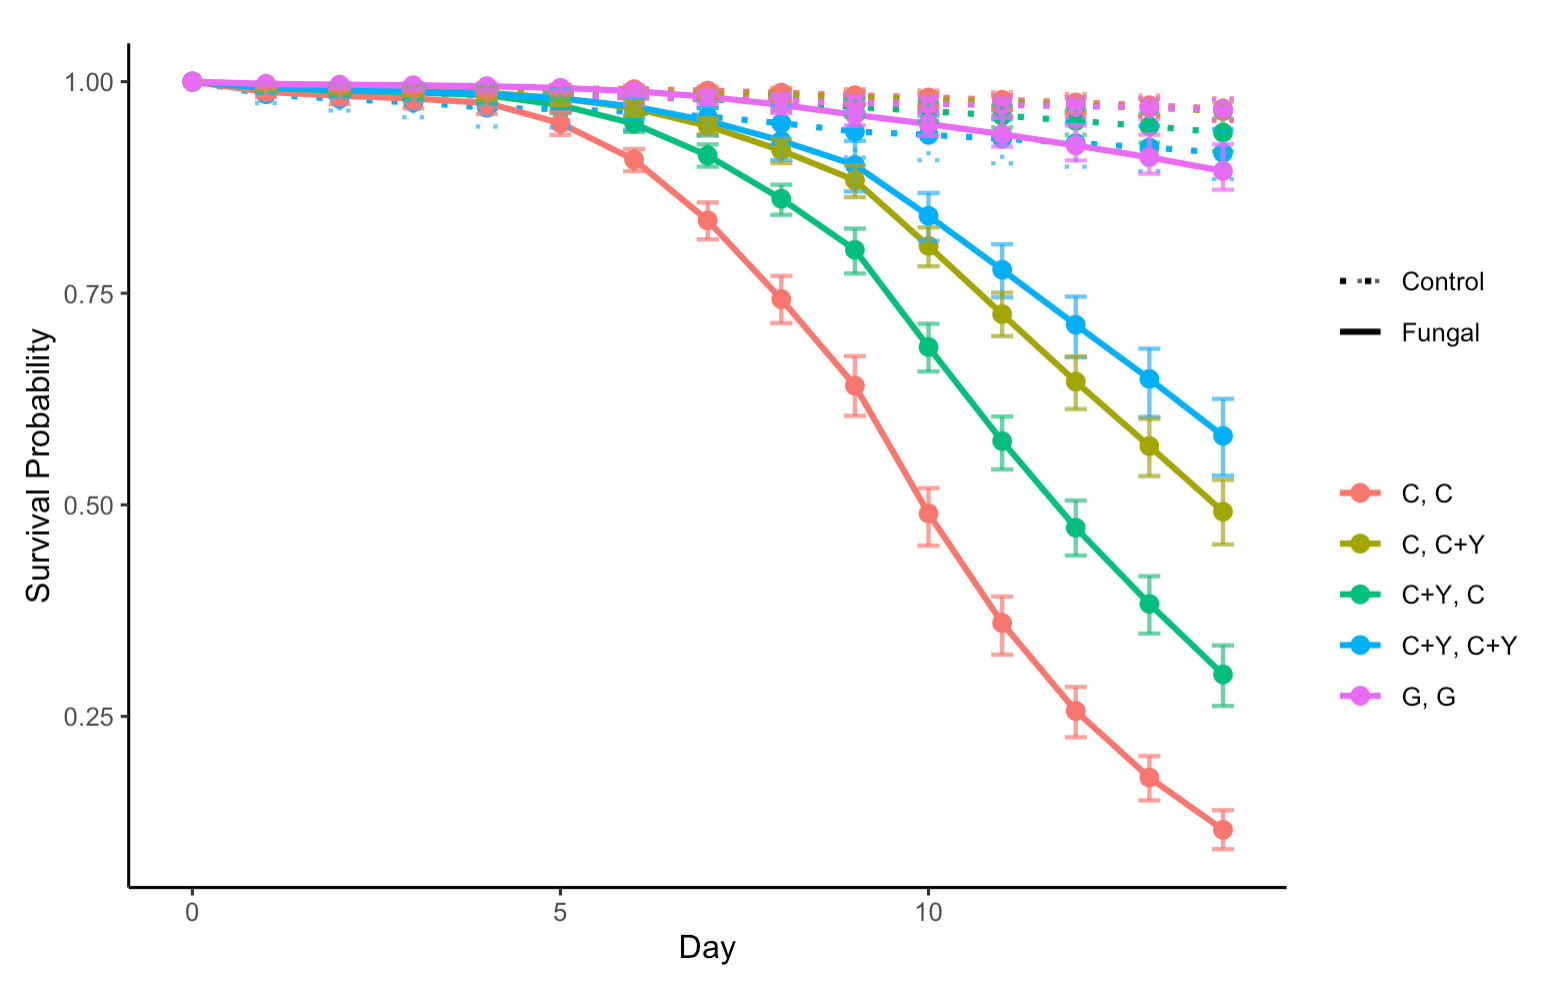 Survival Probability
1.00
0.75
0.50
0.25
0
5
10
Day
Control
Fungal
C, C
C, C+Y
C+Y, C
C+Y, C+Y
G, G